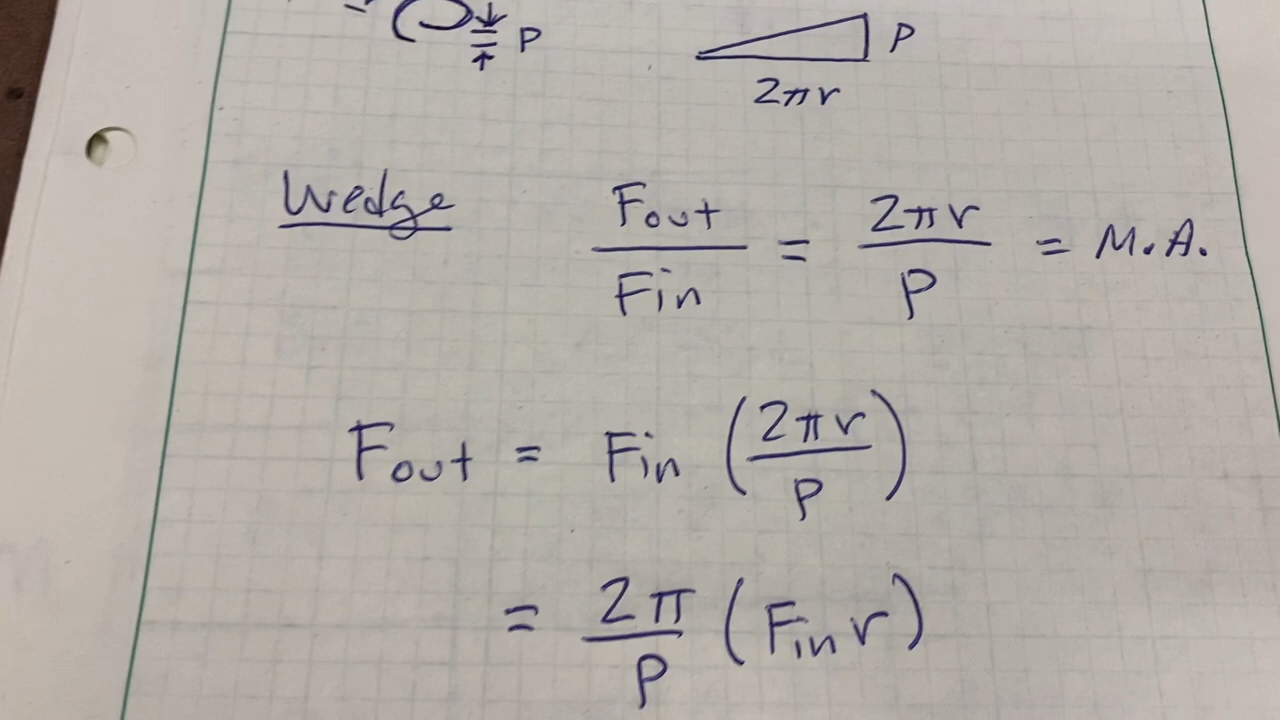 P P
2πr
Wedge Fout / Fin = 2πr / P = M.A.
Fout = Fin (2πr / P)
= 2π / P (Fin r)